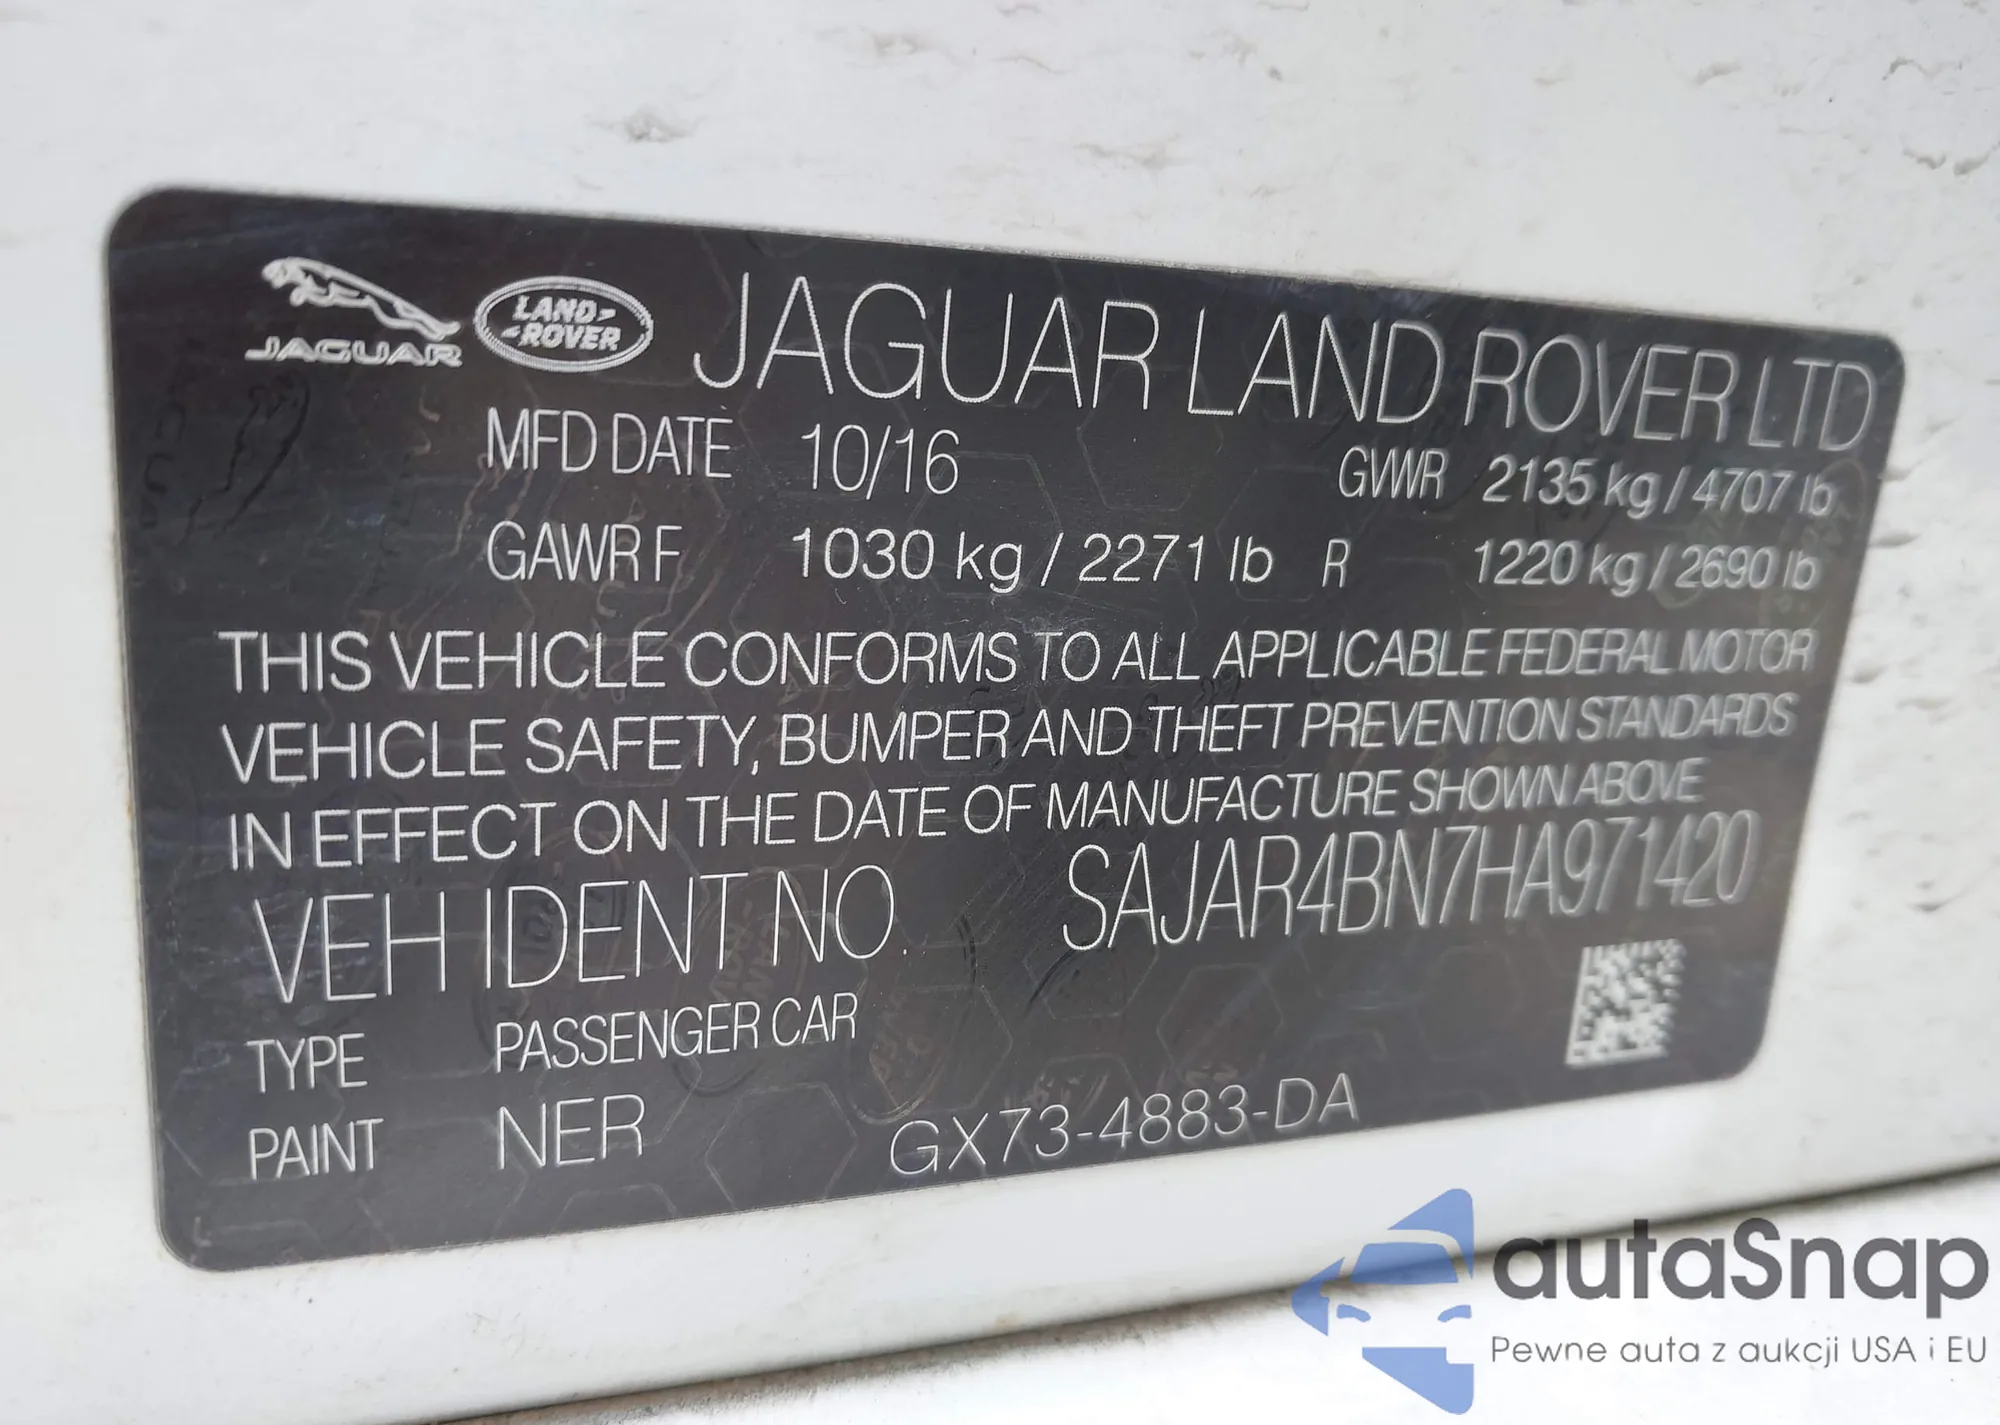 JAGUAR LAND ROVER JAGUAR LAND ROVER LTD
MFD DATE 10/16 GWWR 2135 kg / 4707 lb
GAWR F 1030 kg / 2271 lb R 1220 kg / 2690 lb
THIS VEHICLE CONFORMS TO ALL APPLICABLE FEDERAL MOTOR
VEHICLE SAFETY, BUMPER AND THEFT PREVENTION STANDARDS
IN EFFECT ON THE DATE OF MANUFACTURE SHOWN ABOVE
VEH IDENT NO. SAJAR4BN7HA971420
TYPE PASSENGER CAR
PAINT NER GX73-4883-DA
autaSnap
Pewne auta z aukcji USA i EU